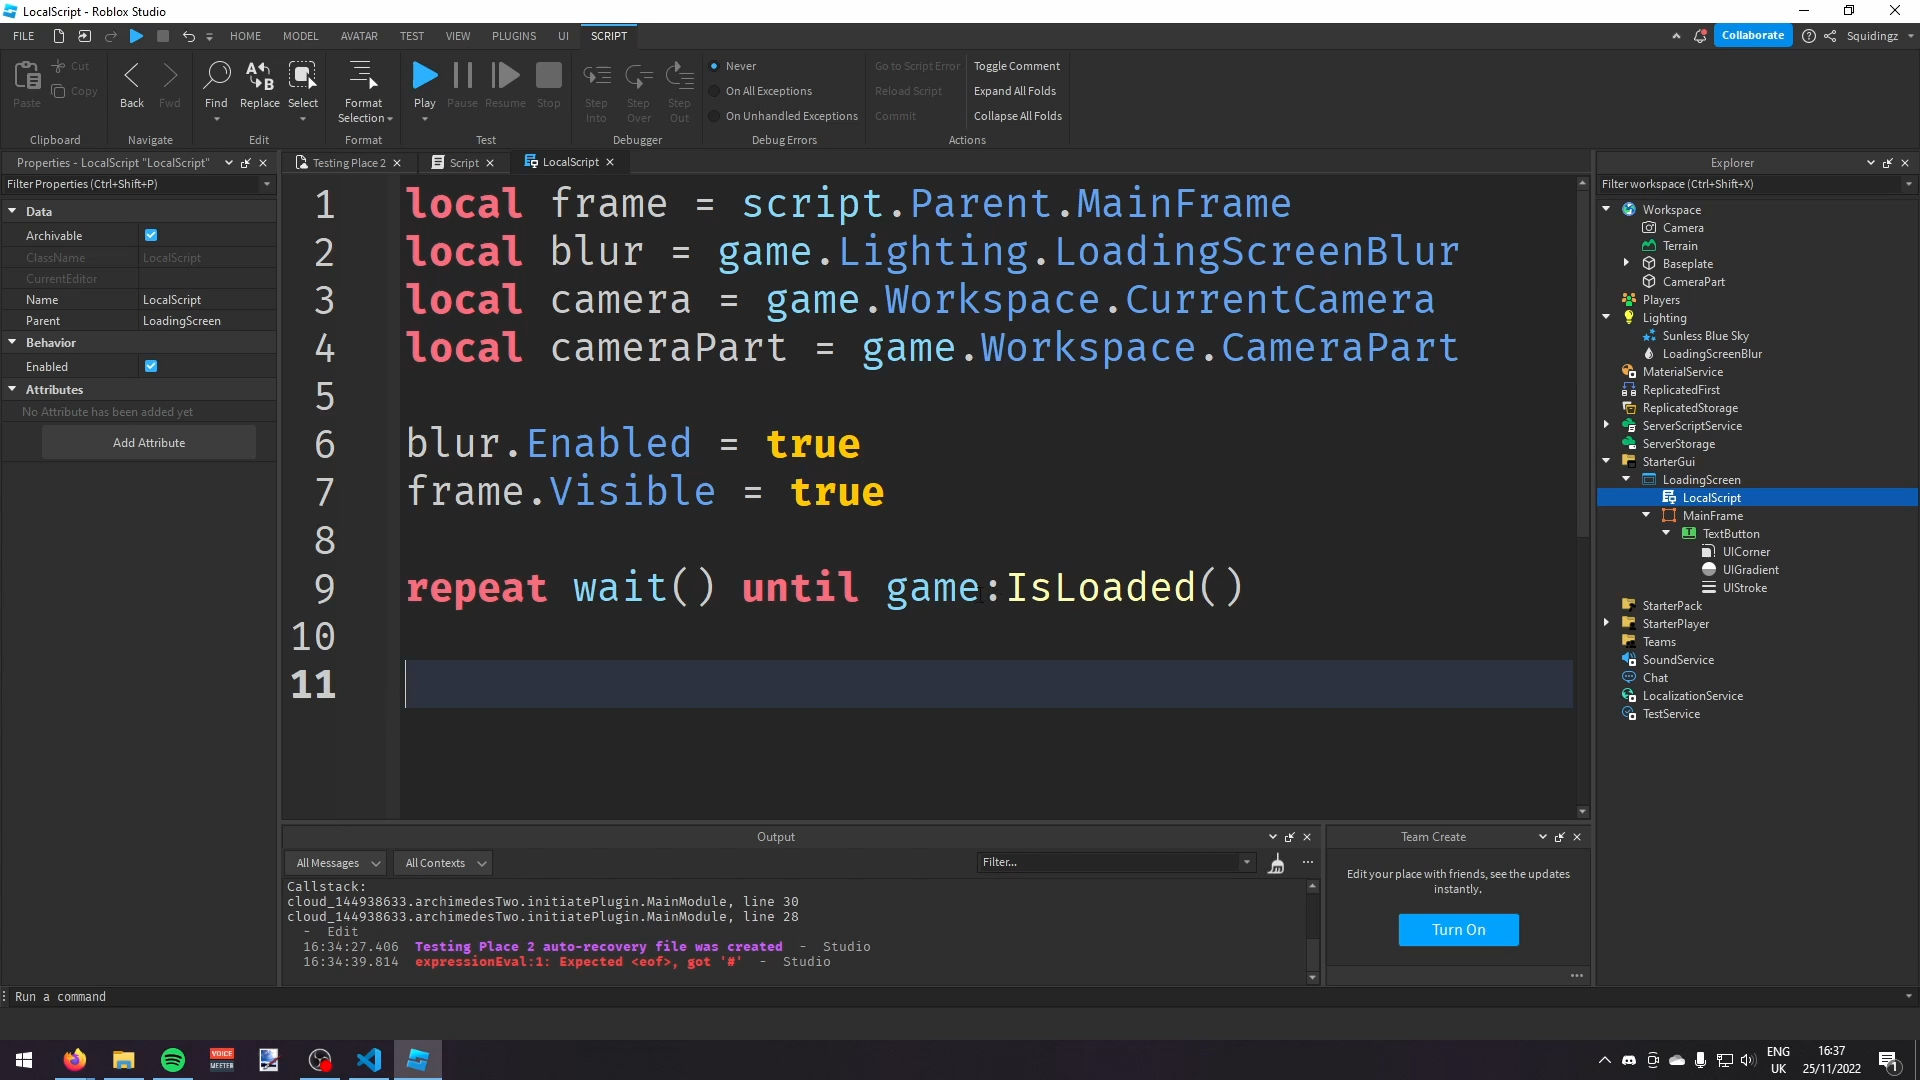 LocalScript - Roblox Studio
FILE HOME MODEL AVATAR TEST VIEW PLUGINS UI SCRIPT Collaborate Squidingz
Paste Cut Copy Back Fwd Find Replace Select Format Selection Play Pause Resume Stop Step Into Step Over Step Out
Never Go to Script Error Toggle Comment
On All Exceptions Reload Script Expand All Folds
On Unhandled Exceptions Commit Collapse All Folds
Clipboard Navigate Edit Format Test Debugger Debug Errors Actions
Properties - LocalScript "LocalScript"
Filter Properties (Ctrl+Shift+P)
Data
Archivable
ClassName LocalScript
CurrentEditor
Name LocalScript
Parent LoadingScreen
Behavior
Enabled
Attributes
No Attribute has been added yet
Add Attribute
Testing Place 2 Script LocalScript
1 local frame = script.Parent.MainFrame
2 local blur = game.Lighting.LoadingScreenBlur
3 local camera = game.Workspace.CurrentCamera
4 local cameraPart = game.Workspace.CameraPart
5
6 blur.Enabled = true
7 frame.Visible = true
8
9 repeat wait() until game:IsLoaded()
10
11
Explorer
Filter workspace (Ctrl+Shift+X)
Workspace
Camera
Terrain
Baseplate
CameraPart
Players
Lighting
Sunless Blue Sky
LoadingScreenBlur
MaterialService
ReplicatedFirst
ReplicatedStorage
ServerScriptService
ServerStorage
StarterGui
LoadingScreen
LocalScript
MainFrame
TextButton
UICorner
UIGradient
UIStroke
StarterPack
StarterPlayer
Teams
SoundService
Chat
LocalizationService
TestService
Output
All Messages All Contexts Filter...
Callstack:
cloud_144938633.archimedesTwo.initiatePlugin.MainModule, line 30
cloud_144938633.archimedesTwo.initiatePlugin.MainModule, line 28
- Edit
16:34:27.406 Testing Place 2 auto-recovery file was created - Studio
16:34:39.814 expressionEval:1: Expected <eof>, got '#' - Studio
Team Create
Edit your place with friends, see the updates
instantly.
Turn On
Run a command
VOICE
MEETER
ENG
UK
16:37
25/11/2022
1